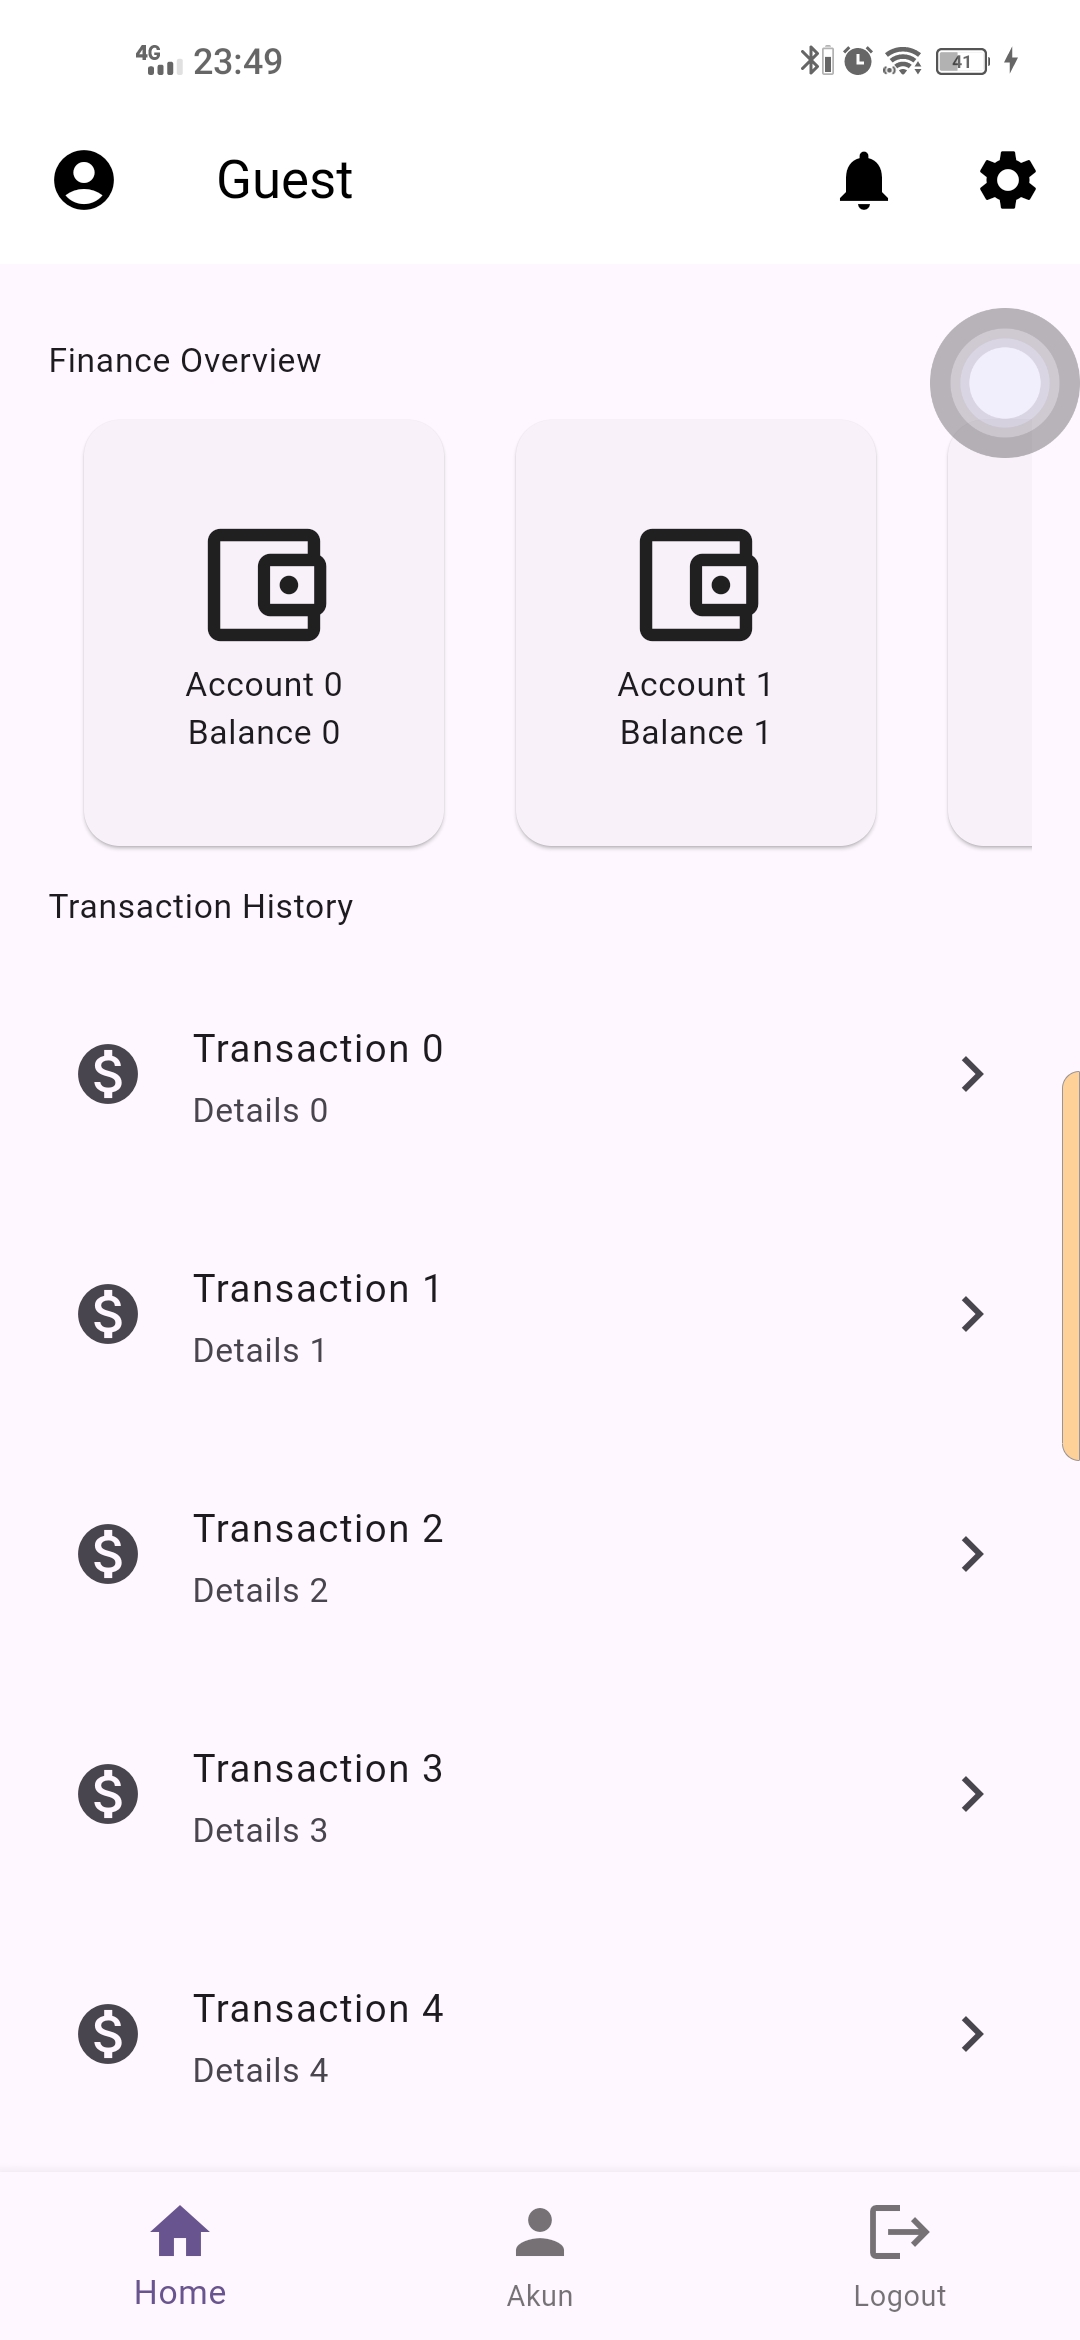 4G 23:49 41
Guest
Finance Overview
Account 0
Balance 0
Account 1
Balance 1
Transaction History
Transaction 0
Details 0
Transaction 1
Details 1
Transaction 2
Details 2
Transaction 3
Details 3
Transaction 4
Details 4
Home
Akun
Logout